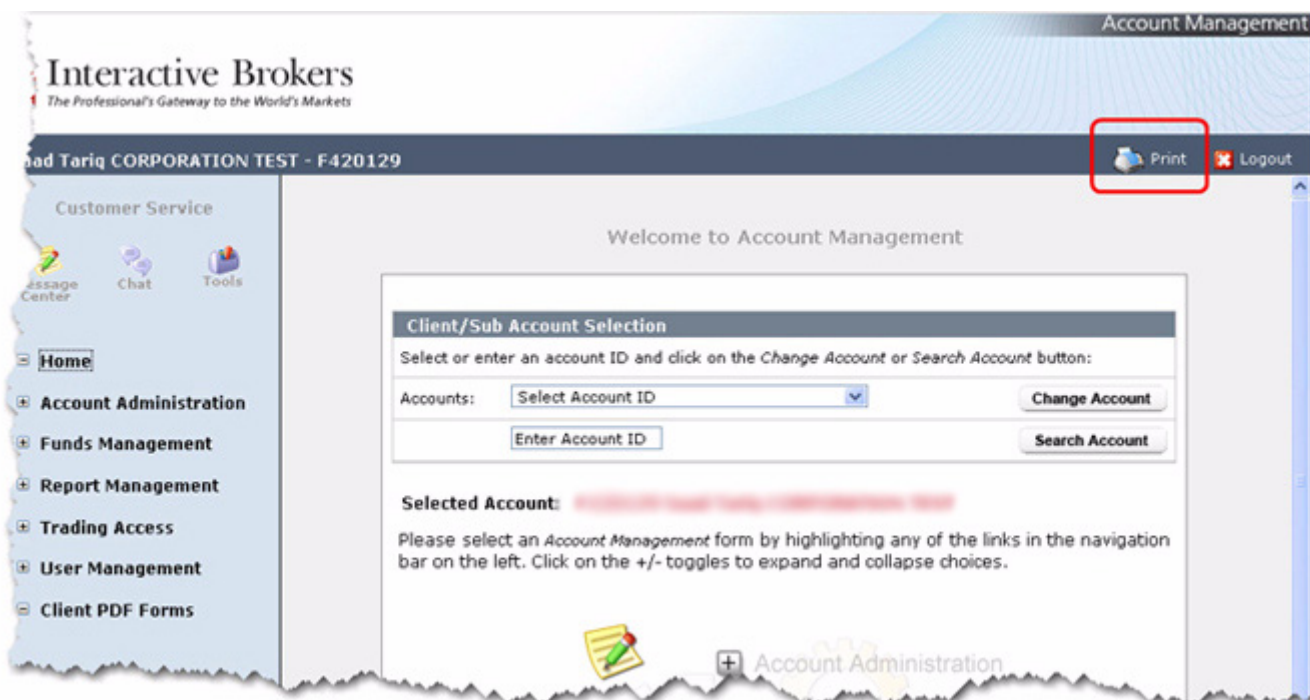 Account Management
Interactive Brokers
The Professional's Gateway to the World's Markets
ad Tariq CORPORATION TEST - F420129
Print
Logout
Customer Service
Welcome to Account Management
essage
Center
Chat
Tools
Client/Sub Account Selection
Select or enter an account ID and click on the Change Account or Search Account button:
Home
Accounts: Select Account ID Change Account
Account Administration
Enter Account ID Search Account
Funds Management
Report Management
Selected Account:
Trading Access
Please select an Account Management form by highlighting any of the links in the navigation
bar on the left. Click on the +/- toggles to expand and collapse choices.
User Management
Client PDF Forms
Account Administration